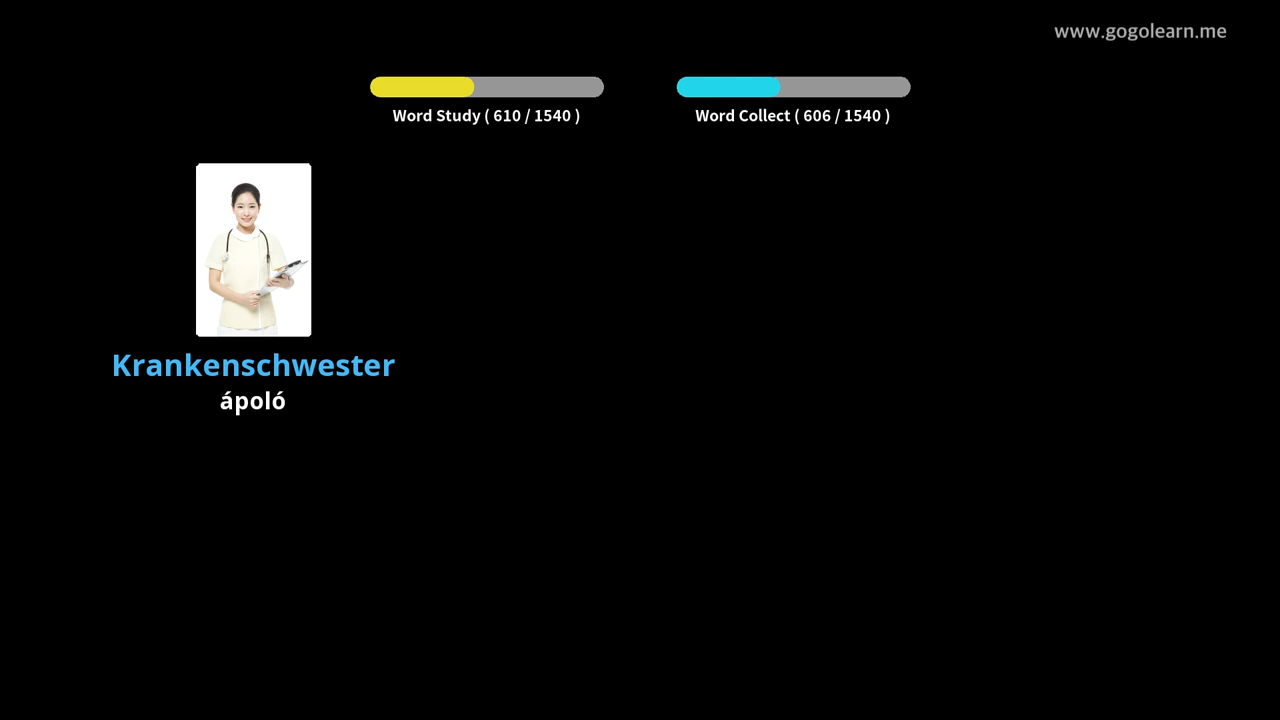 www.gogolearn.me
Word Study ( 610 / 1540 )
Word Collect ( 606 / 1540 )
Krankenschwester
ápoló